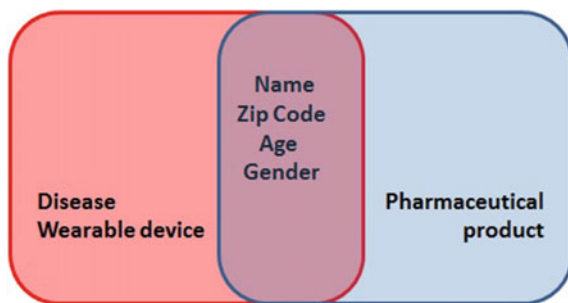 Name
Zip Code
Age
Gender
Disease
Wearable device
Pharmaceutical
product